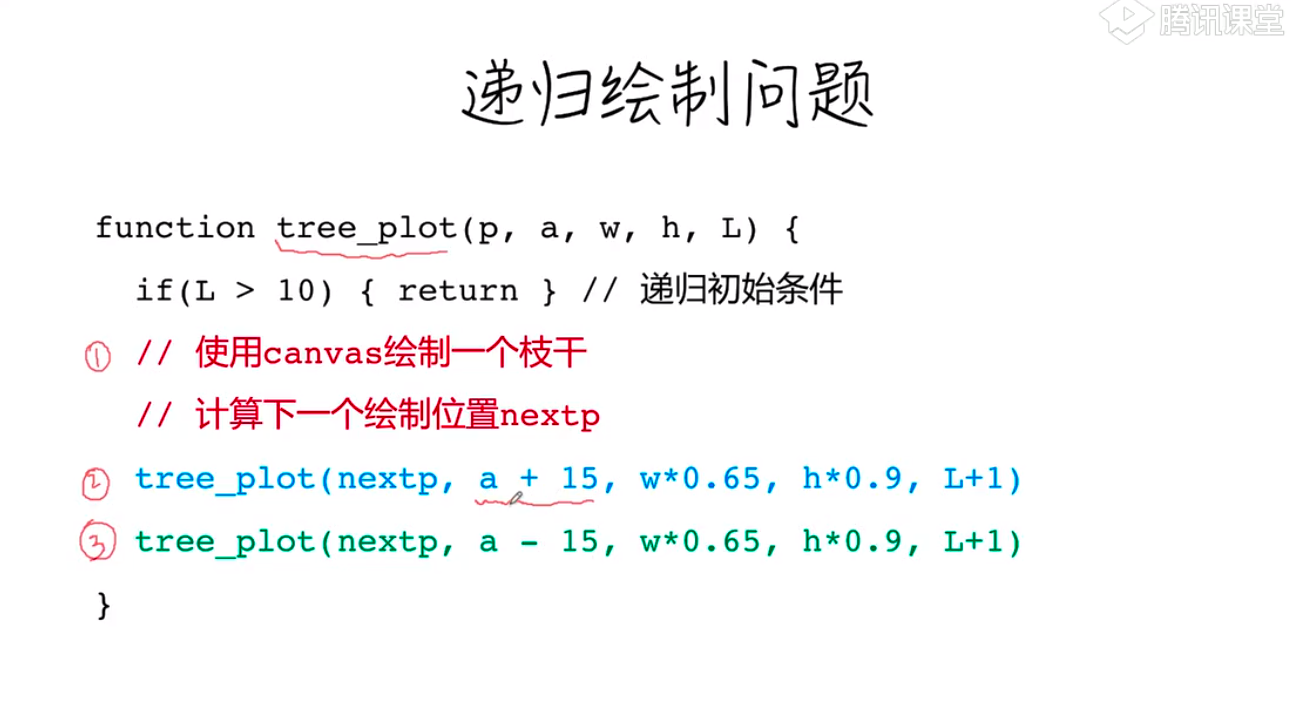 腾讯课堂
递归绘制问题
function tree_plot(p, a, w, h, L) {
if(L > 10) { return } // 递归初始条件
① // 使用canvas绘制一个枝干
// 计算下一个绘制位置nextp
② tree_plot(nextp, a + 15, w*0.65, h*0.9, L+1)
③ tree_plot(nextp, a - 15, w*0.65, h*0.9, L+1)
}